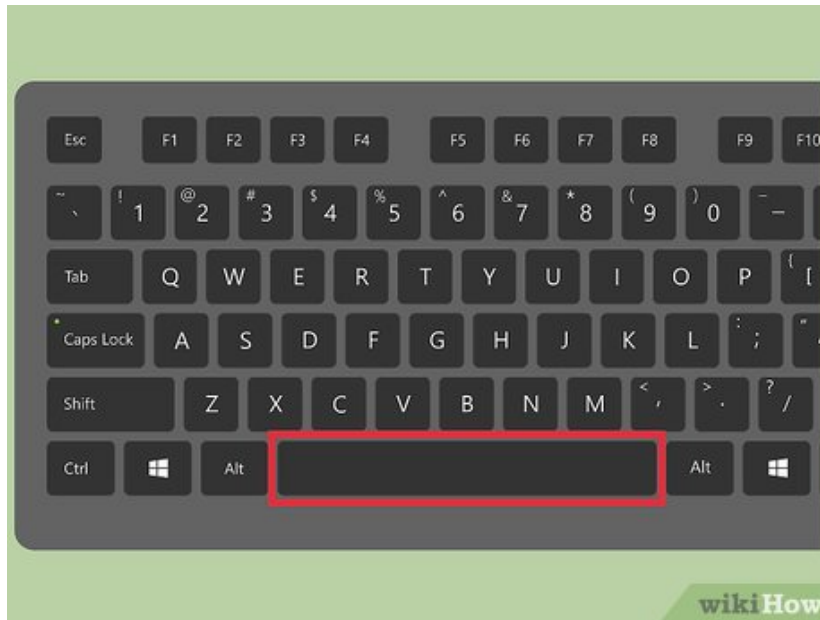 Esc F1 F2 F3 F4 F5 F6 F7 F8 F9 F10
~ ` ! 1 @ 2 # 3 $ 4 % 5 ^ 6 & 7 * 8 ( 9 ) 0 _ –
Tab Q W E R T Y U I O P { [
Caps Lock A S D F G H J K L : ; "
Shift Z X C V B N M < , > . ? /
Ctrl Alt Alt
wikiHow